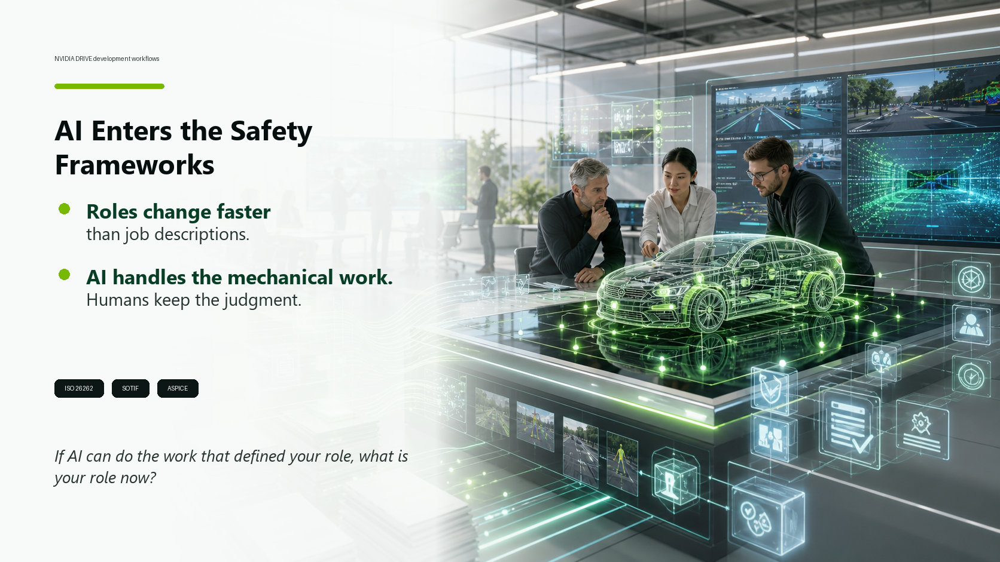 NVIDIA DRIVE development workflows
AI Enters the Safety
Frameworks
Roles change faster
than job descriptions.
AI handles the mechanical work.
Humans keep the judgment.
ISO 26262
SOTIF
ASPICE
If AI can do the work that defined your role, what is
your role now?